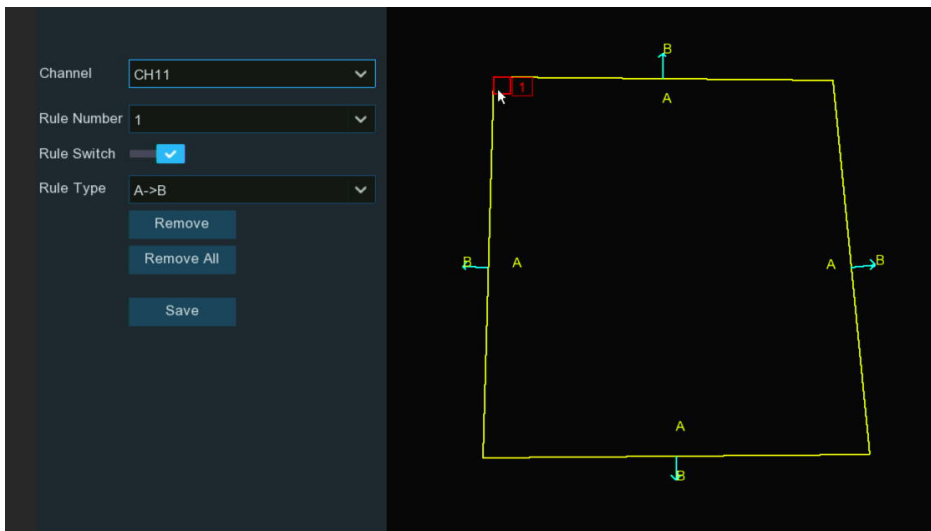 Channel CH11
Rule Number 1
Rule Switch
Rule Type A->B
Remove
Remove All
Save
B
1
A
B A
A B
A
B